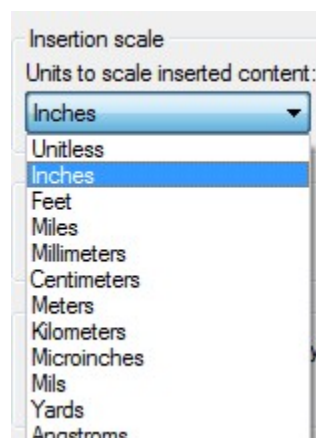 Insertion scale
Units to scale inserted content:
Inches
Unitless
Inches
Feet
Miles
Millimeters
Centimeters
Meters
Kilometers
Microinches
Mils
Yards
Angstroms